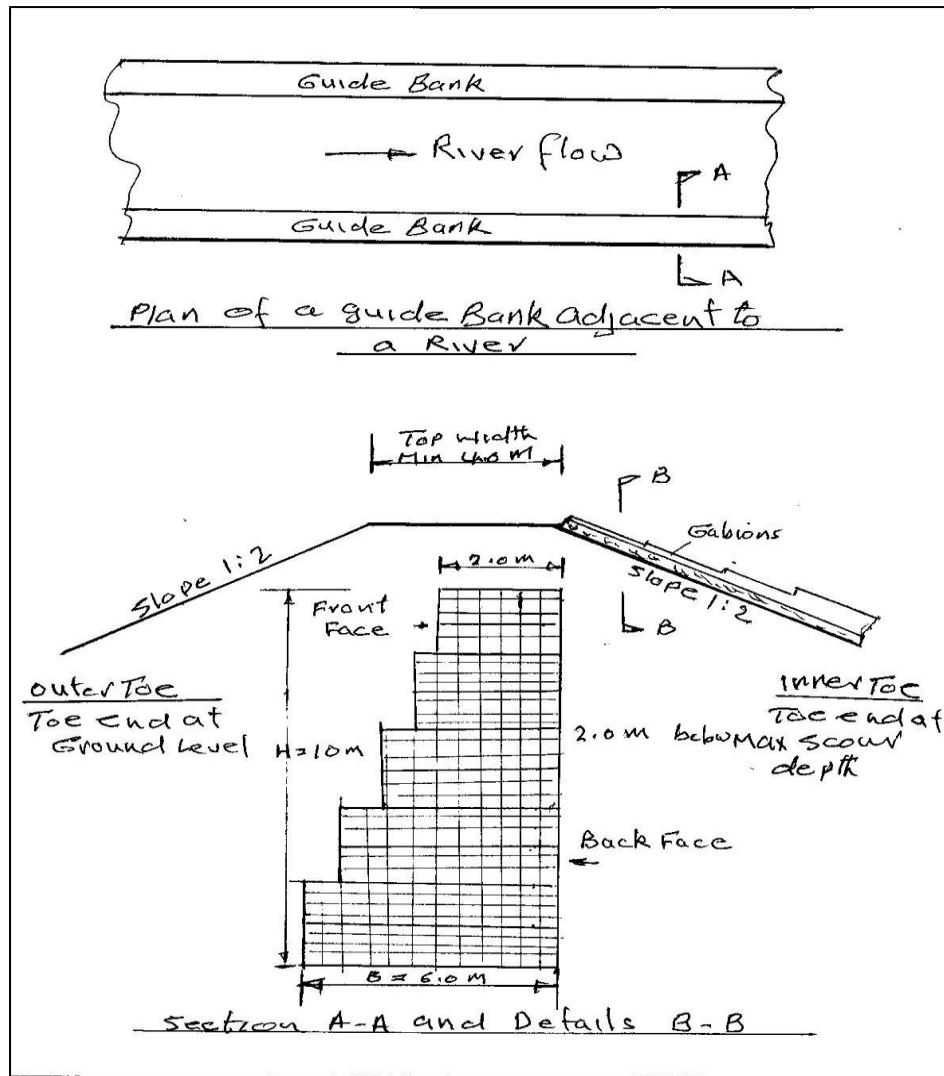 Guide Bank
River flow
A
Guide Bank
A
Plan of a guide Bank adjacent to
a River
Top width
Min 4.0 M
B
Gabions
Slope 1:2
Slope 1:2
2.0 m
B
Front
Face
outer Toe
Toe end at
Ground Level
H=10m
Inner Toe
Toe end at
2.0 m below Max scour
depth
Back Face
B = 6.0 M
Section A-A and Details B-B